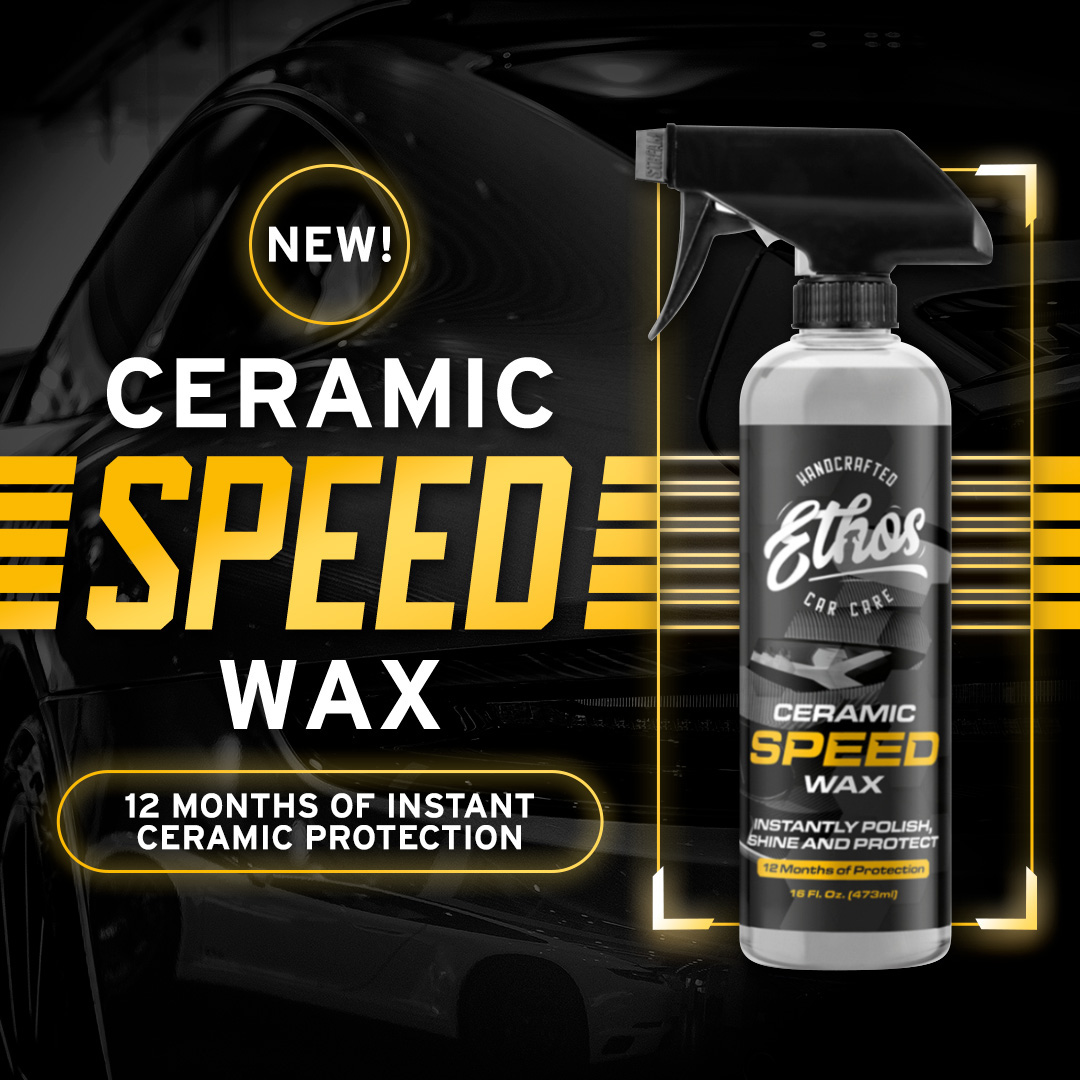 NEW!
CERAMIC
SPEED
WAX
12 MONTHS OF INSTANT
CERAMIC PROTECTION
HANDCRAFTED
Ethos
CAR CARE
CERAMIC
SPEED
WAX
INSTANTLY POLISH,
SHINE AND PROTECT
12 Months of Protection
16 Fl. Oz. (473ml)